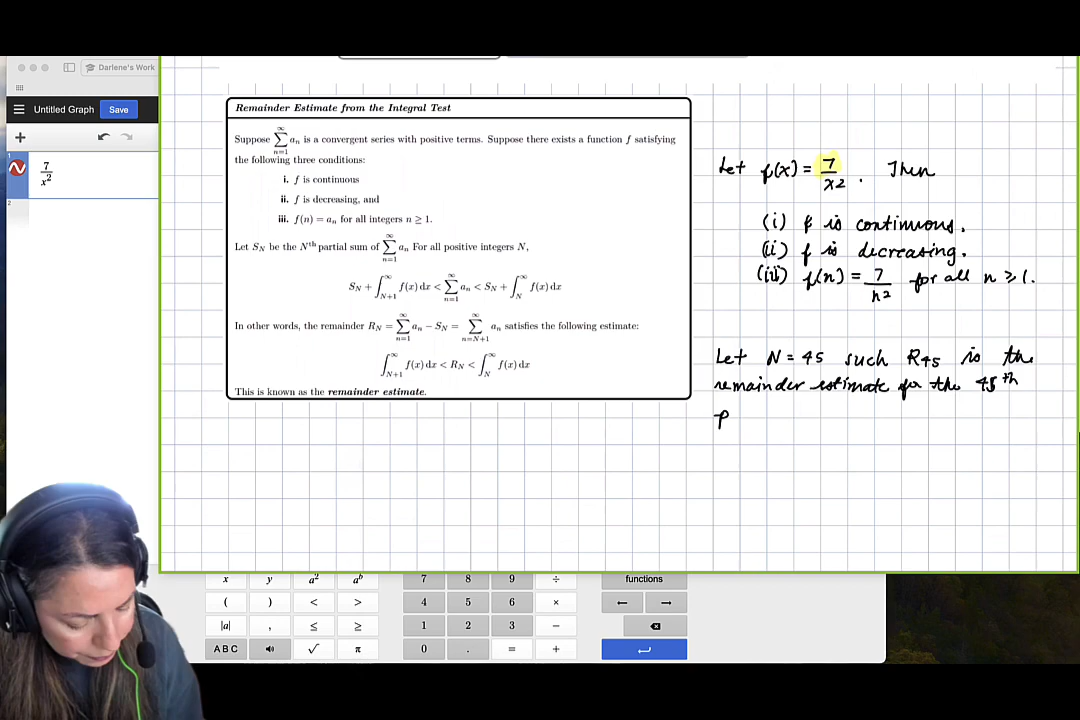 Darlene's Work
Untitled Graph Save
1
7
x²
2
Remainder Estimate from the Integral Test
Suppose ∑_{n=1}^{∞} aₙ is a convergent series with positive terms. Suppose there exists a function f satisfying
the following three conditions:
i. f is continuous
ii. f is decreasing, and
iii. f(n) = aₙ for all integers n ≥ 1.
Let S_N be the Nᵗʰ partial sum of ∑_{n=1}^{∞} aₙ For all positive integers N,
S_N + ∫_{N+1}^{∞} f(x) dx < ∑_{n=1}^{∞} aₙ < S_N + ∫_{N}^{∞} f(x) dx
In other words, the remainder R_N = ∑_{n=1}^{∞} aₙ − S_N = ∑_{n=N+1}^{∞} aₙ satisfies the following estimate:
∫_{N+1}^{∞} f(x) dx < R_N < ∫_{N}^{∞} f(x) dx
This is known as the remainder estimate.
Let f(x) = 7/x². Then
(i) f is continuous.
(ii) f is decreasing.
(iii) f(n) = 7/n² for all n ≥ 1.
Let N = 45 such R₄₅ is the
remainder estimate for the 45th
p
x y a² aᵇ 7 8 9 ÷ functions
( ) < > 4 5 6 × ← →
|a| , ≤ ≥ 1 2 3 −
A B C √ π 0 . = +